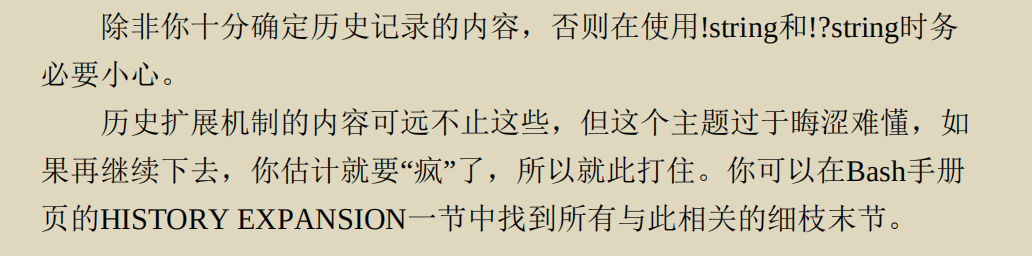 除非你十分确定历史记录的内容，否则在使用!string和!?string时务
必要小心。
历史扩展机制的内容可远不止这些，但这个主题过于晦涩难懂，如
果再继续下去，你估计就要“疯”了，所以就此打住。你可以在Bash手册
页的HISTORY EXPANSION一节中找到所有与此相关的细枝末节。